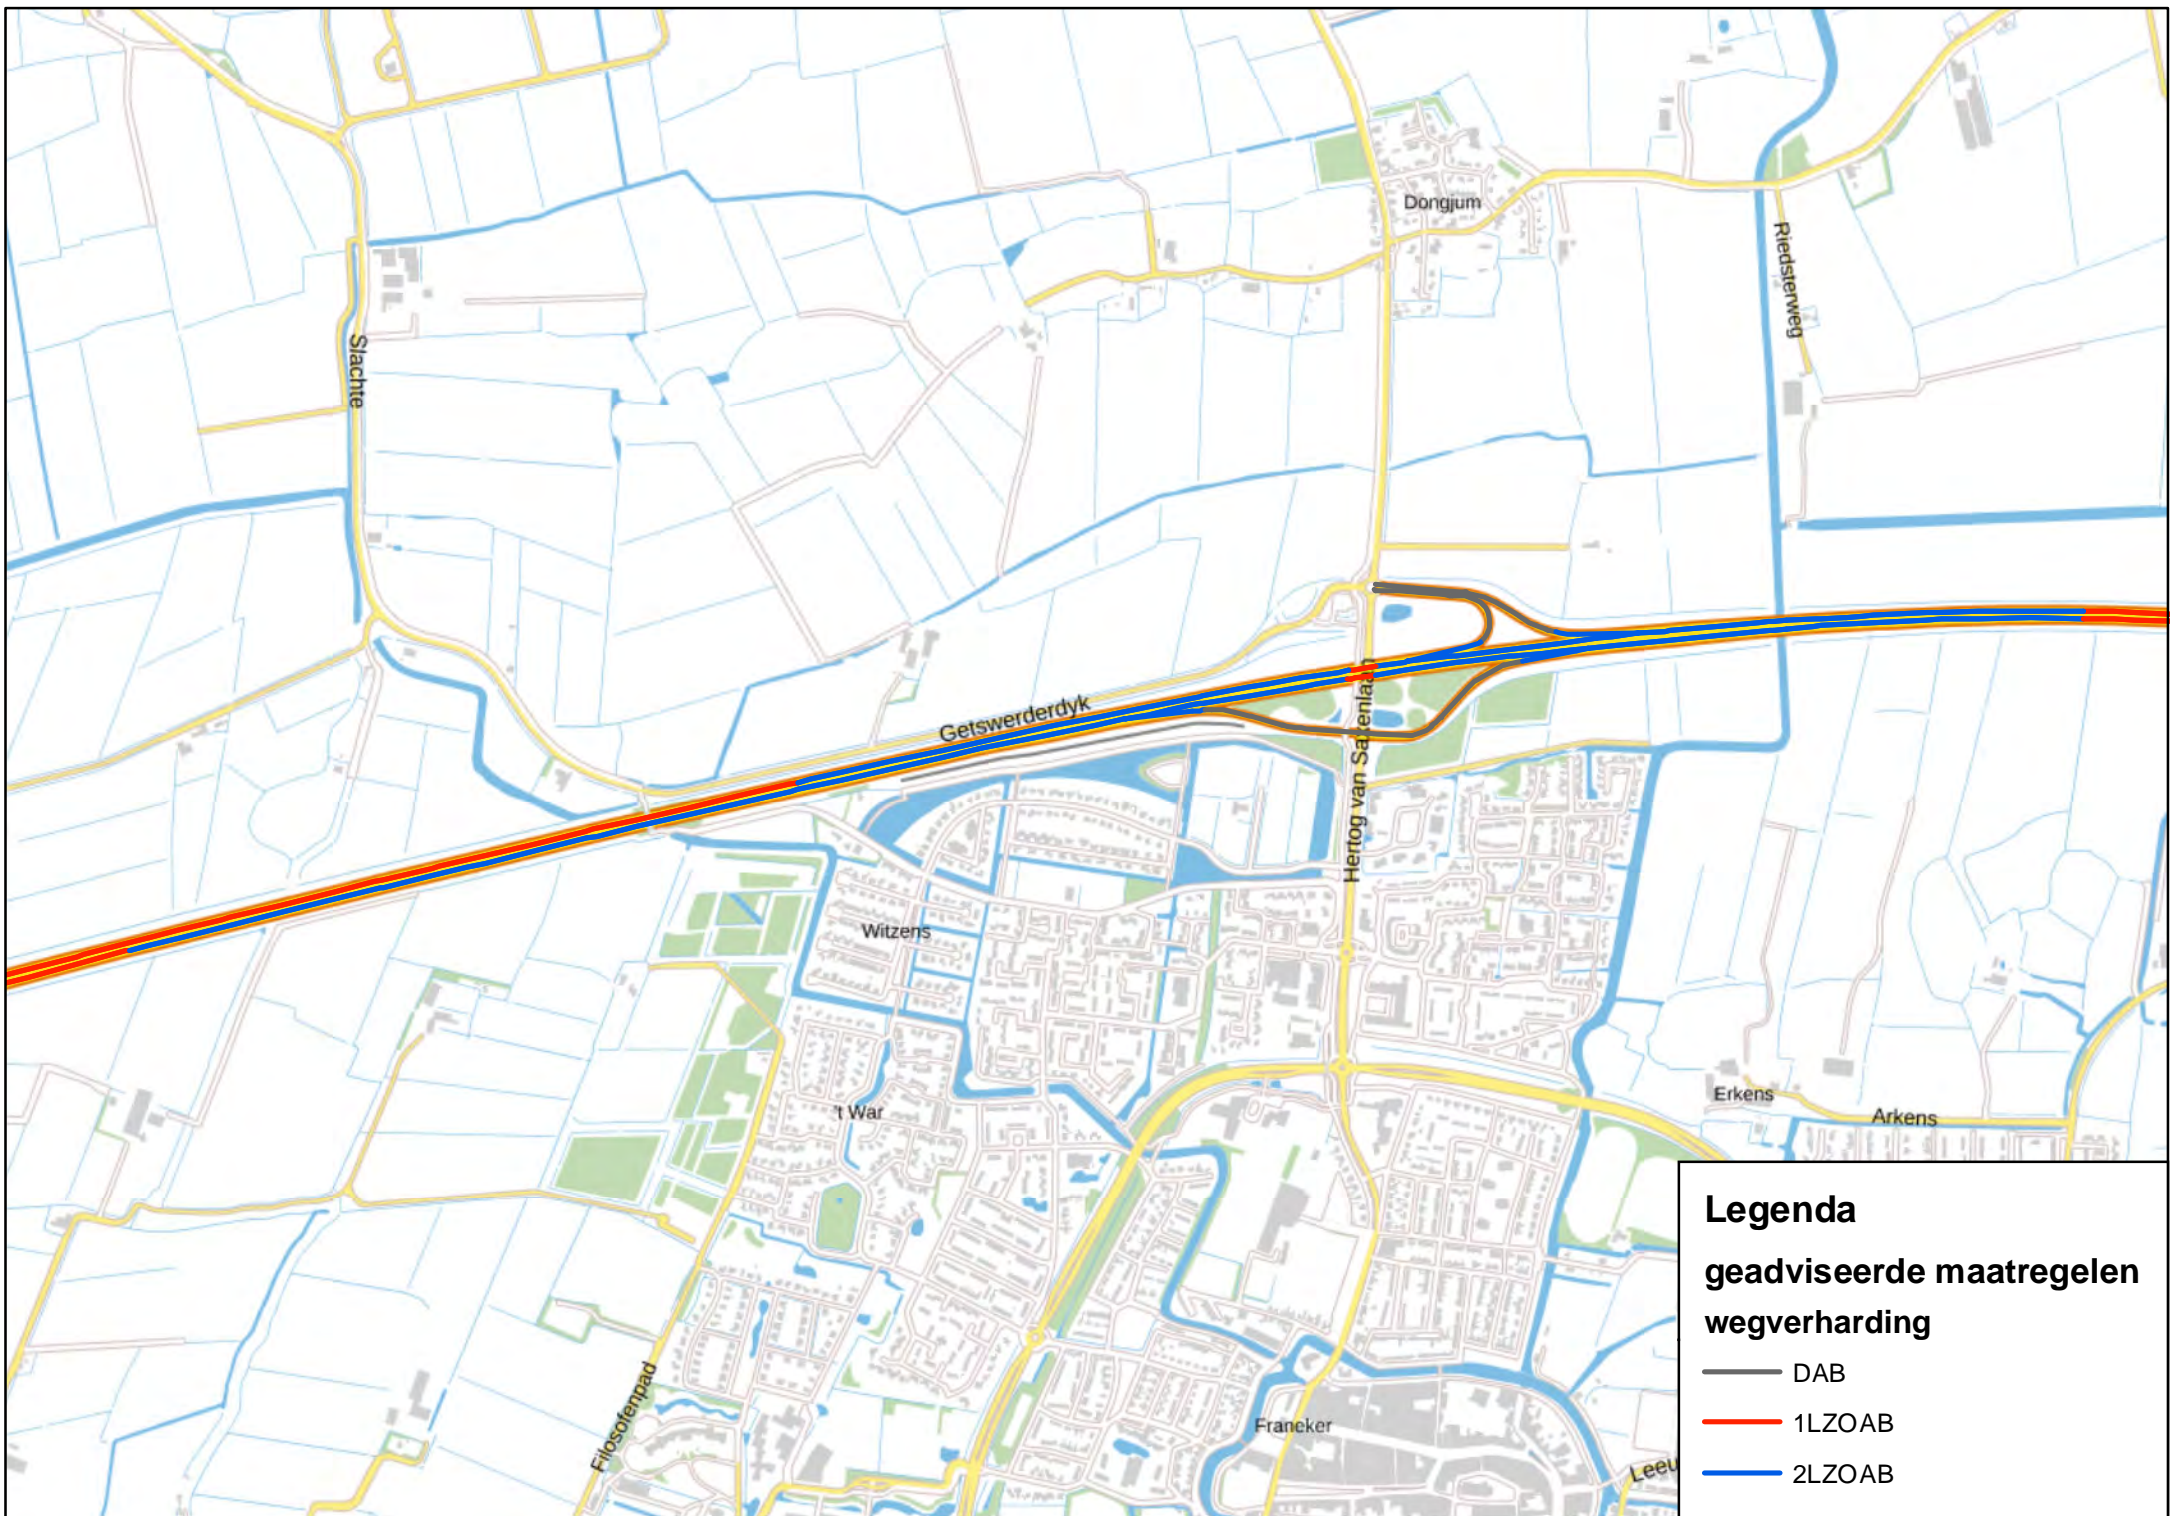 Dongjum
Riedsterweg
Slachte
Getswerderdyk
Hertog van Saxenlaan
Witzens
't War
Erkens
Arkens
Filosofenpad
Franeker
Leeu
Legenda
geadviseerde maatregelen
wegverharding
DAB
1LZOAB
2LZOAB